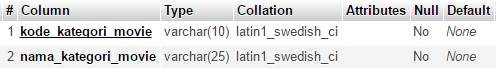 # Column Type Collation Attributes Null Default
1 kode_kategori_movie varchar(10) latin1_swedish_ci No None
2 nama_kategori_movie varchar(25) latin1_swedish_ci No None